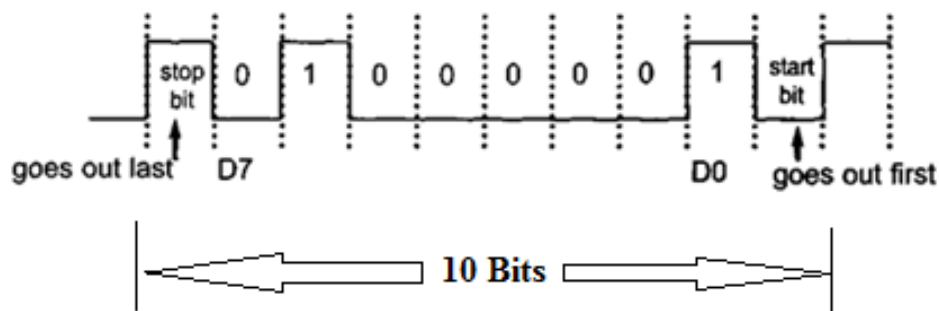 stop bit
0
1
0
0
0
0
0
1
start bit
goes out last
D7
D0
goes out first
10 Bits